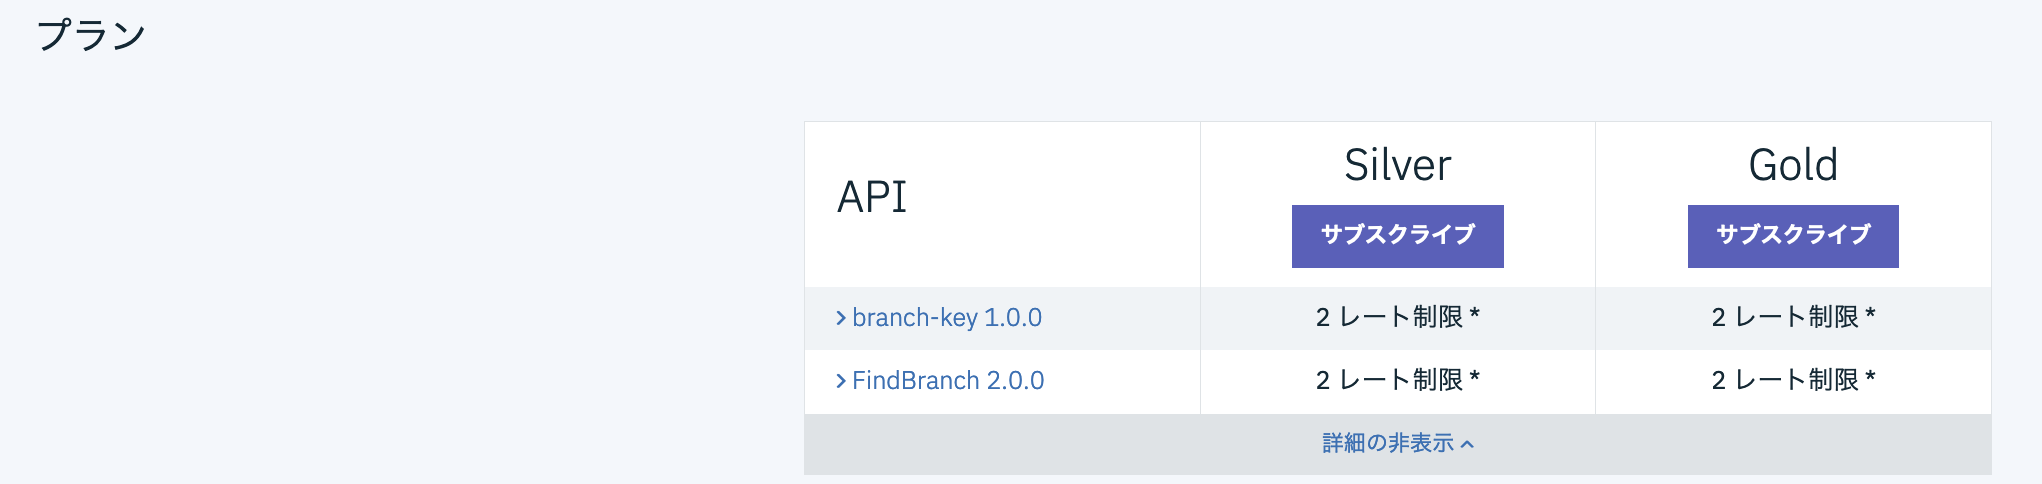 プラン
API
Silver
Gold
サブスクライブ
サブスクライブ
branch-key 1.0.0
2 レート制限 *
2 レート制限 *
FindBranch 2.0.0
2 レート制限 *
2 レート制限 *
詳細の非表示